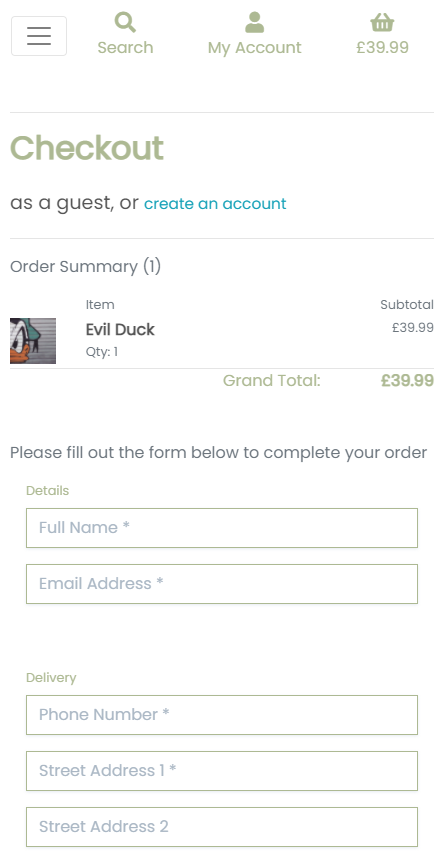 Search
My Account
£39.99
Checkout
as a guest, or create an account
Order Summary (1)
Item
Subtotal
Evil Duck
£39.99
Qty: 1
Grand Total:
£39.99
Please fill out the form below to complete your order
Details
Full Name *
Email Address *
Delivery
Phone Number *
Street Address 1 *
Street Address 2